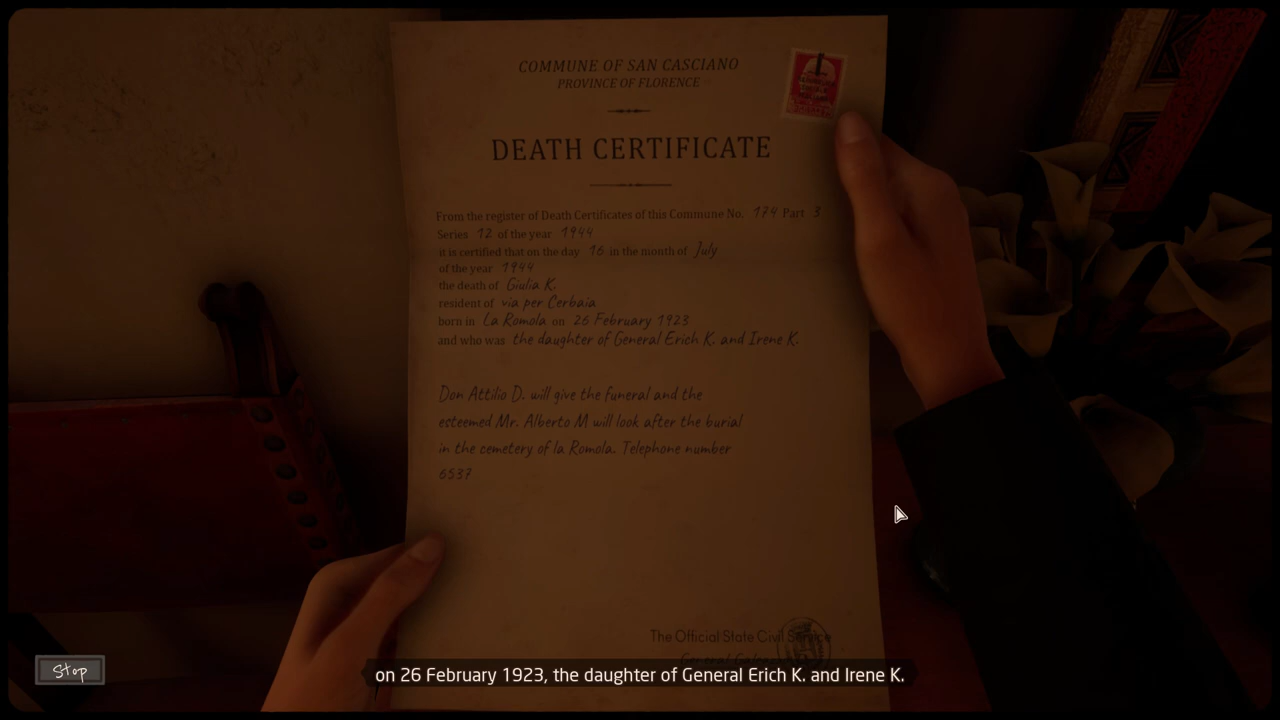 COMMUNE OF SAN CASCIANO
PROVINCE OF FLORENCE
DEATH CERTIFICATE
From the register of Death Certificates of this Commune No. 174 Part 3
Series 12 of the year 1944
it is certified that on the day 16 in the month of July
of the year 1944
the death of Giulia K.
resident of via per Cerbaia
born in La Romola on 26 February 1923
and who was the daughter of General Erich K. and Irene K.
Don Attilio D. will give the funeral and the
esteemed Mr. Alberto M will look after the burial
in the cemetery of la Romola. Telephone number
6537
The Official State Civil Service
General
Stop
on 26 February 1923, the daughter of General Erich K. and Irene K.